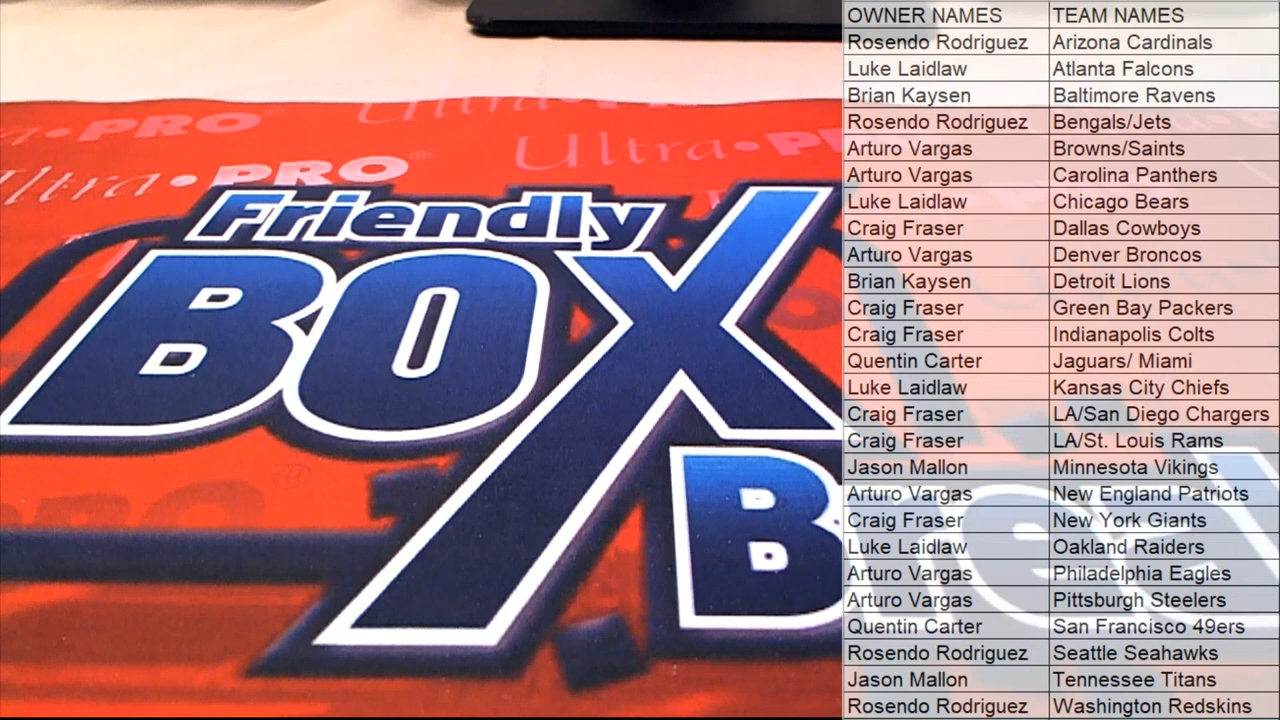 Ultra•PRO
PRO
Ultra•PRO®
Ultra•P
Friendly
BOX
B
OWNER NAMES TEAM NAMES
Rosendo Rodriguez Arizona Cardinals
Luke Laidlaw Atlanta Falcons
Brian Kaysen Baltimore Ravens
Rosendo Rodriguez Bengals/Jets
Arturo Vargas Browns/Saints
Arturo Vargas Carolina Panthers
Luke Laidlaw Chicago Bears
Craig Fraser Dallas Cowboys
Arturo Vargas Denver Broncos
Brian Kaysen Detroit Lions
Craig Fraser Green Bay Packers
Craig Fraser Indianapolis Colts
Quentin Carter Jaguars/ Miami
Luke Laidlaw Kansas City Chiefs
Craig Fraser LA/San Diego Chargers
Craig Fraser LA/St. Louis Rams
Jason Mallon Minnesota Vikings
Arturo Vargas New England Patriots
Craig Fraser New York Giants
Luke Laidlaw Oakland Raiders
Arturo Vargas Philadelphia Eagles
Arturo Vargas Pittsburgh Steelers
Quentin Carter San Francisco 49ers
Rosendo Rodriguez Seattle Seahawks
Jason Mallon Tennessee Titans
Rosendo Rodriguez Washington Redskins